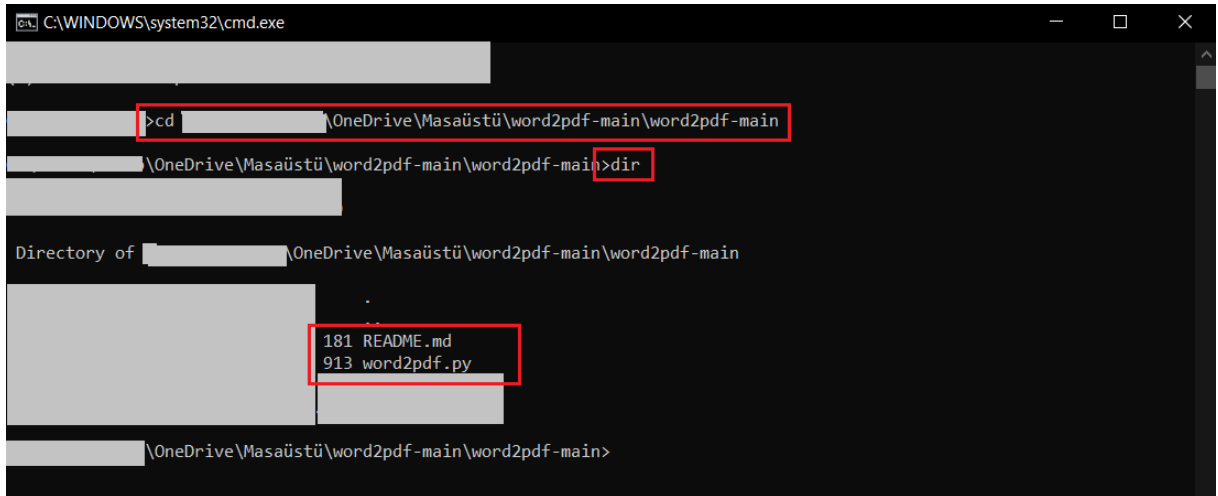 C:\WINDOWS\system32\cmd.exe
>cd \OneDrive\Masaüstü\word2pdf-main\word2pdf-main
\OneDrive\Masaüstü\word2pdf-main\word2pdf-main>dir
Directory of \OneDrive\Masaüstü\word2pdf-main\word2pdf-main
.
..
181 README.md
913 word2pdf.py
\OneDrive\Masaüstü\word2pdf-main\word2pdf-main>